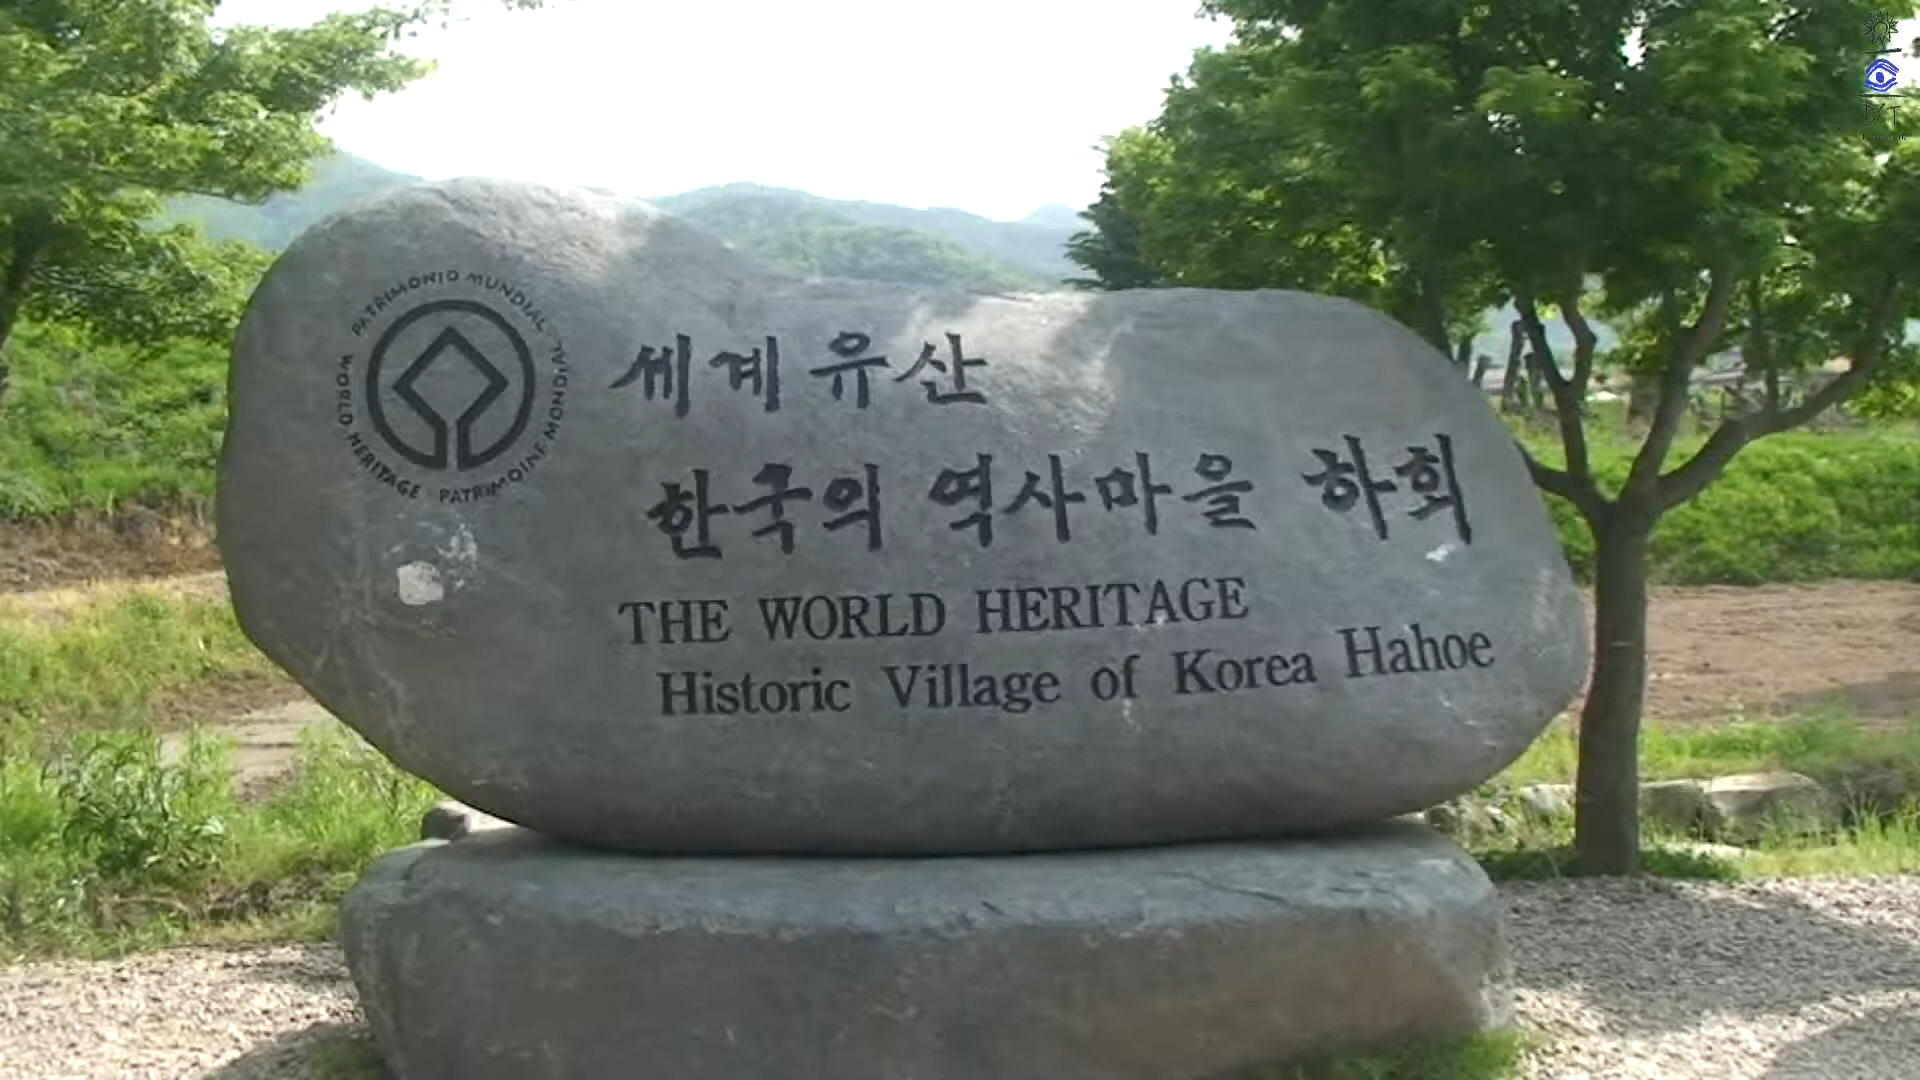 PATRIMONIO MUNDIAL
WORLD HERITAGE
PATRIMOINE MONDIAL
세계유산
한국의 역사마을 하회
THE WORLD HERITAGE
Historic Village of Korea Hahoe